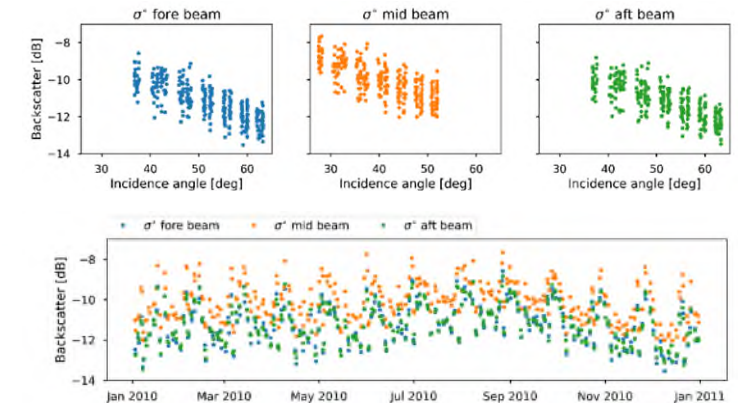 σ° fore beam σ° mid beam σ° aft beam
Backscatter [dB]
−8
−10
−12
−14
30 40 50 60 30 40 50 60 30 40 50 60
Incidence angle [deg] Incidence angle [deg] Incidence angle [deg]
σ° fore beam σ° mid beam σ° aft beam
Backscatter [dB]
−8
−10
−12
−14
Jan 2010 Mar 2010 May 2010 Jul 2010 Sep 2010 Nov 2010 Jan 2011